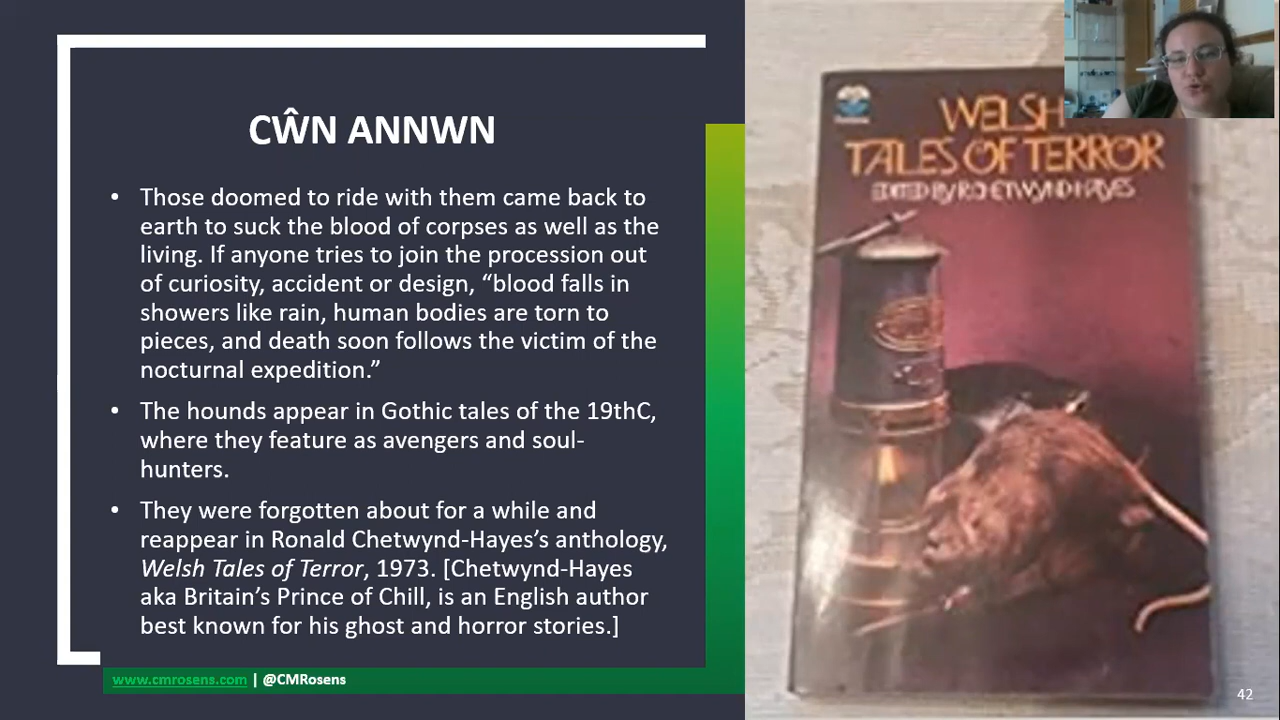 CŴN ANNWN
• Those doomed to ride with them came back to
earth to suck the blood of corpses as well as the
living. If anyone tries to join the procession out
of curiosity, accident or design, “blood falls in
showers like rain, human bodies are torn to
pieces, and death soon follows the victim of the
nocturnal expedition.”
• The hounds appear in Gothic tales of the 19thC,
where they feature as avengers and soul-
hunters.
• They were forgotten about for a while and
reappear in Ronald Chetwynd-Hayes’s anthology,
Welsh Tales of Terror, 1973. [Chetwynd-Hayes
aka Britain’s Prince of Chill, is an English author
best known for his ghost and horror stories.]
www.cmrosens.com | @CMRosens
WELSH
TALES OF TERROR
EDITED BY R.CHETWYND-HAYES
42